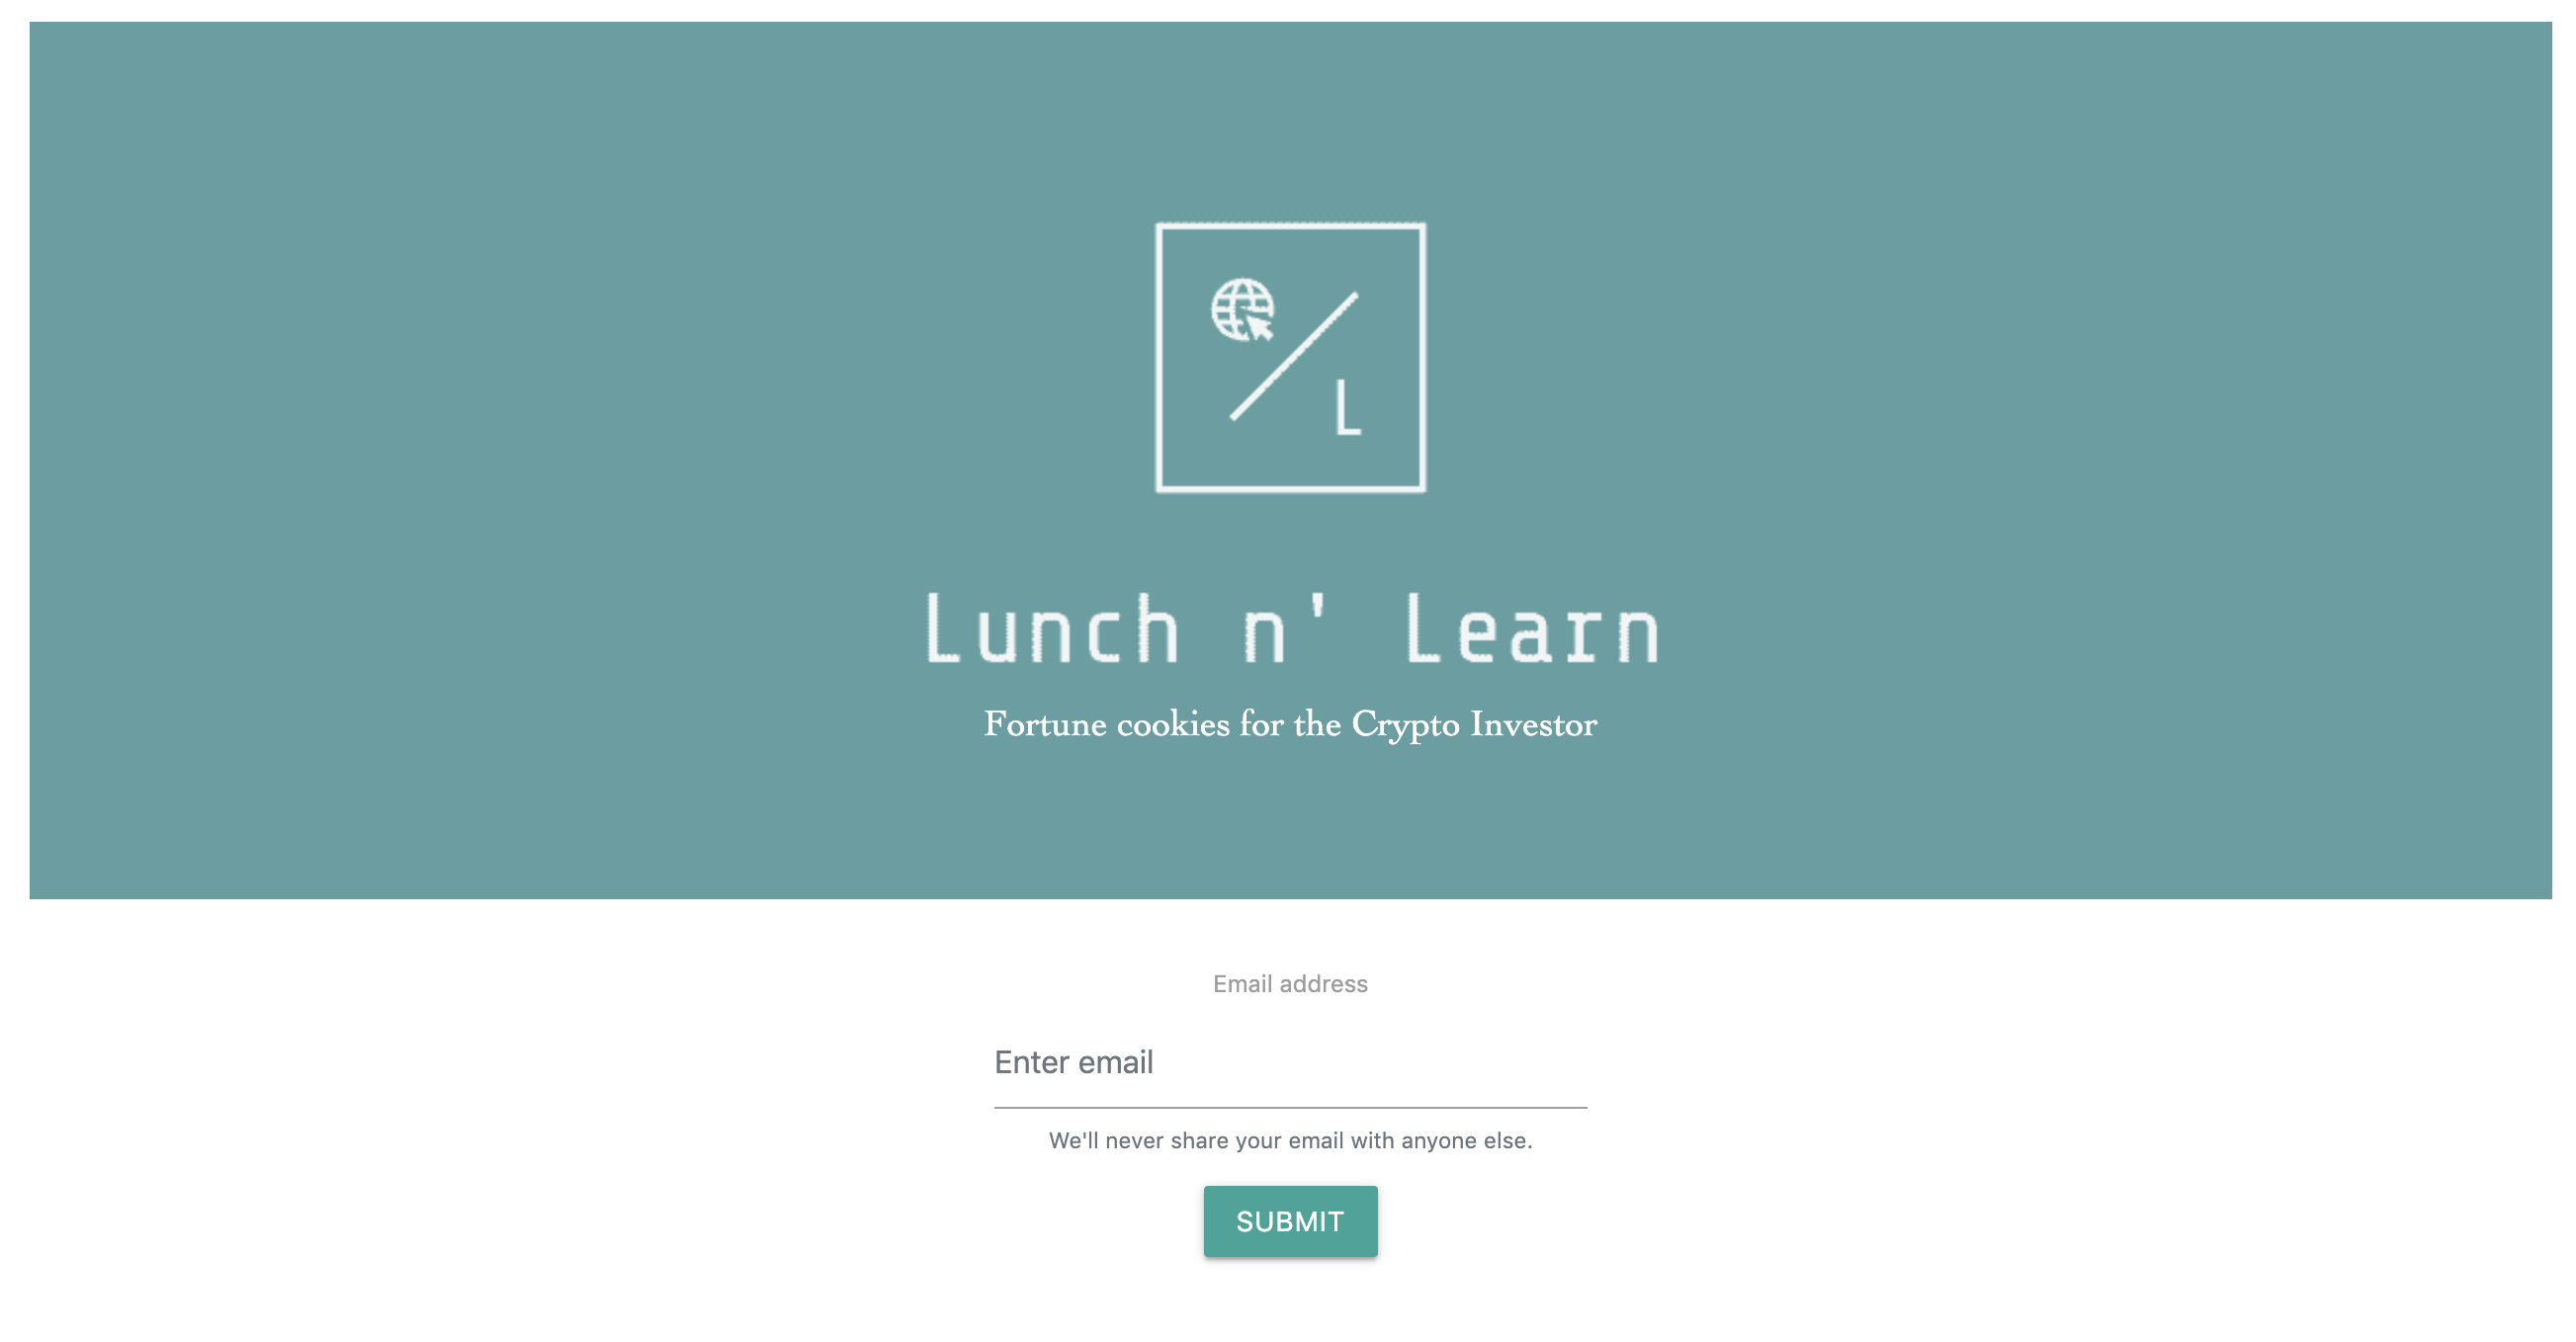 L
Lunch n' Learn
Fortune cookies for the Crypto Investor
Email address
Enter email
We'll never share your email with anyone else.
SUBMIT